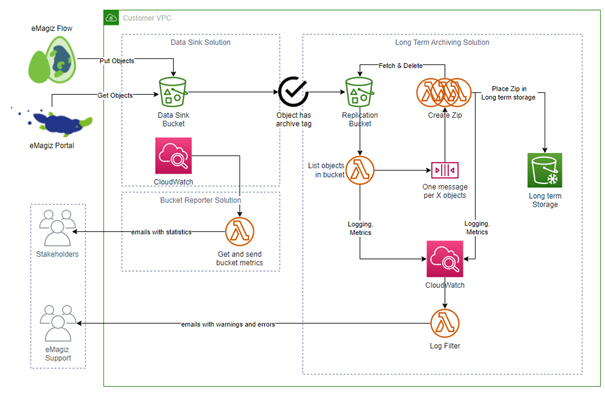 Customer VPC
eMagiz Flow
Data Sink Solution
Long Term Archiving Solution
Put Objects
Get Objects
Fetch & Delete
Place Zip in
Long term storage
eMagiz Portal
Data Sink
Bucket
Object has
archive tag
Replication
Bucket
Create Zip
CloudWatch
List objects
in bucket
One message
per X objects
Long term
Storage
Bucket Reporter Solution
emails with statistics
Stakeholders
Get and send
bucket metrics
Logging,
Metrics
Logging,
Metrics
CloudWatch
emails with warnings and errors
eMagiz
Support
Log Filter